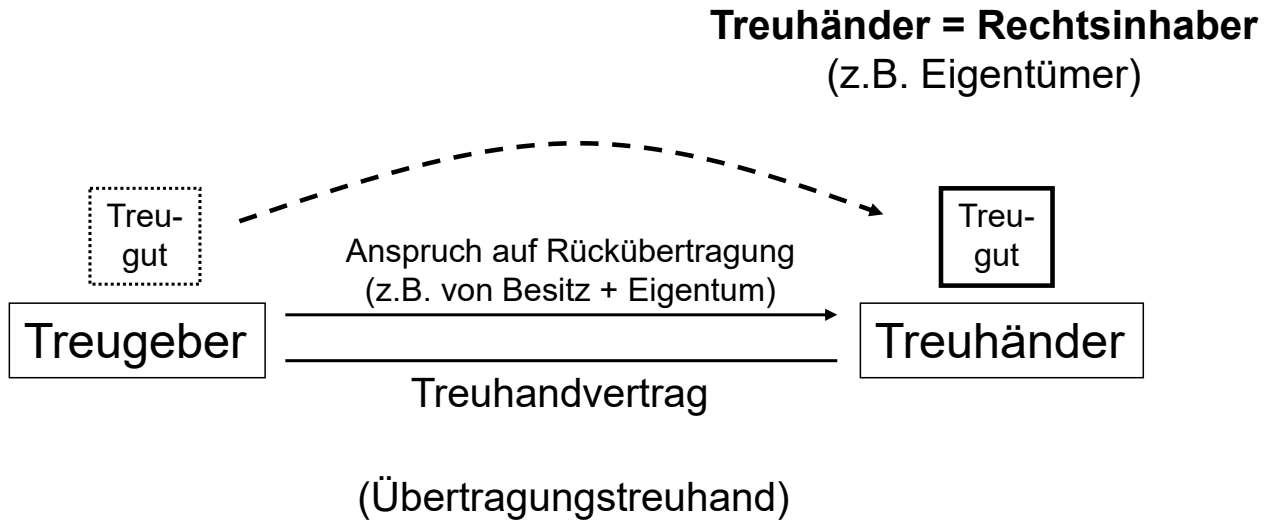 Treuhänder = Rechtsinhaber
(z.B. Eigentümer)
Treu-
gut
Anspruch auf Rückübertragung
(z.B. von Besitz + Eigentum)
Treu-
gut
Treugeber
Treuhänder
Treuhandvertrag
(Übertragungstreuhand)